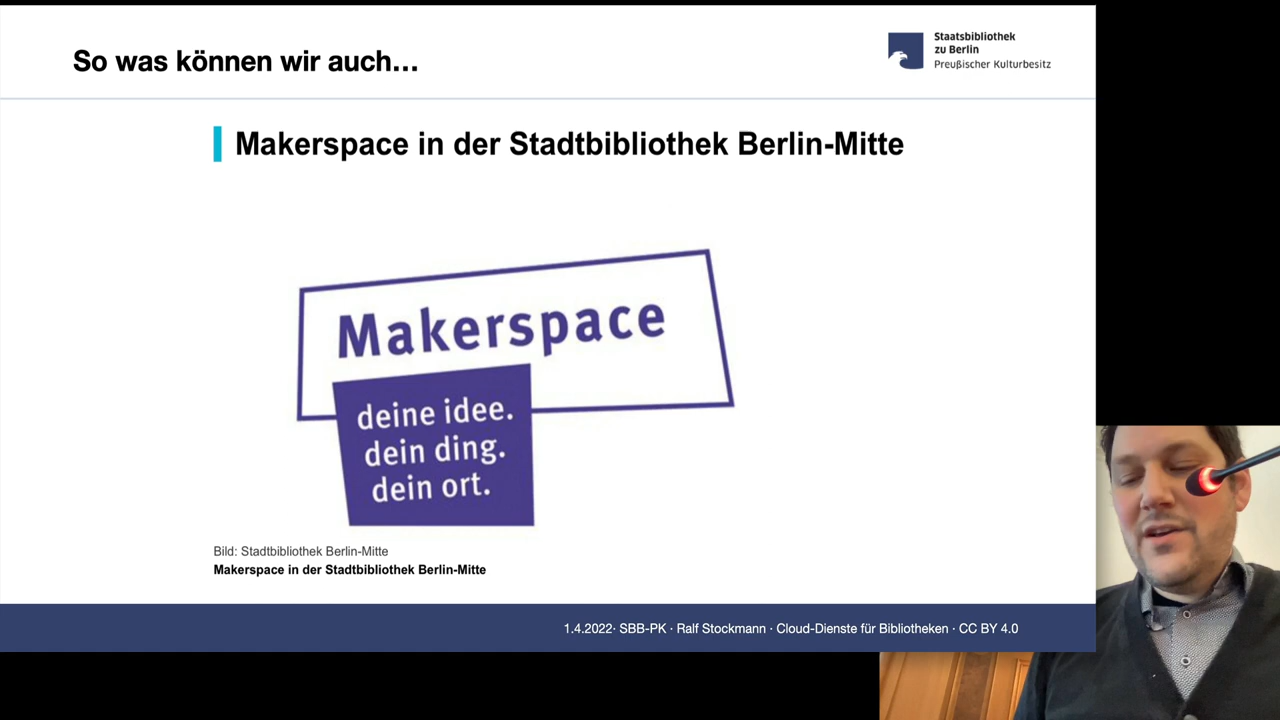 So was können wir auch...
Staatsbibliothek
zu Berlin
Preußischer Kulturbesitz
Makerspace in der Stadtbibliothek Berlin-Mitte
Makerspace
deine idee.
dein ding.
dein ort.
Bild: Stadtbibliothek Berlin-Mitte
Makerspace in der Stadtbibliothek Berlin-Mitte
1.4.2022· SBB-PK · Ralf Stockmann · Cloud-Dienste für Bibliotheken · CC BY 4.0